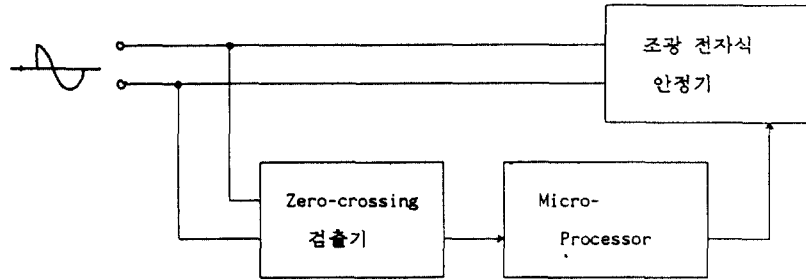 조광 전자식
안정기
Zero-crossing
검출기
Micro-
Processor